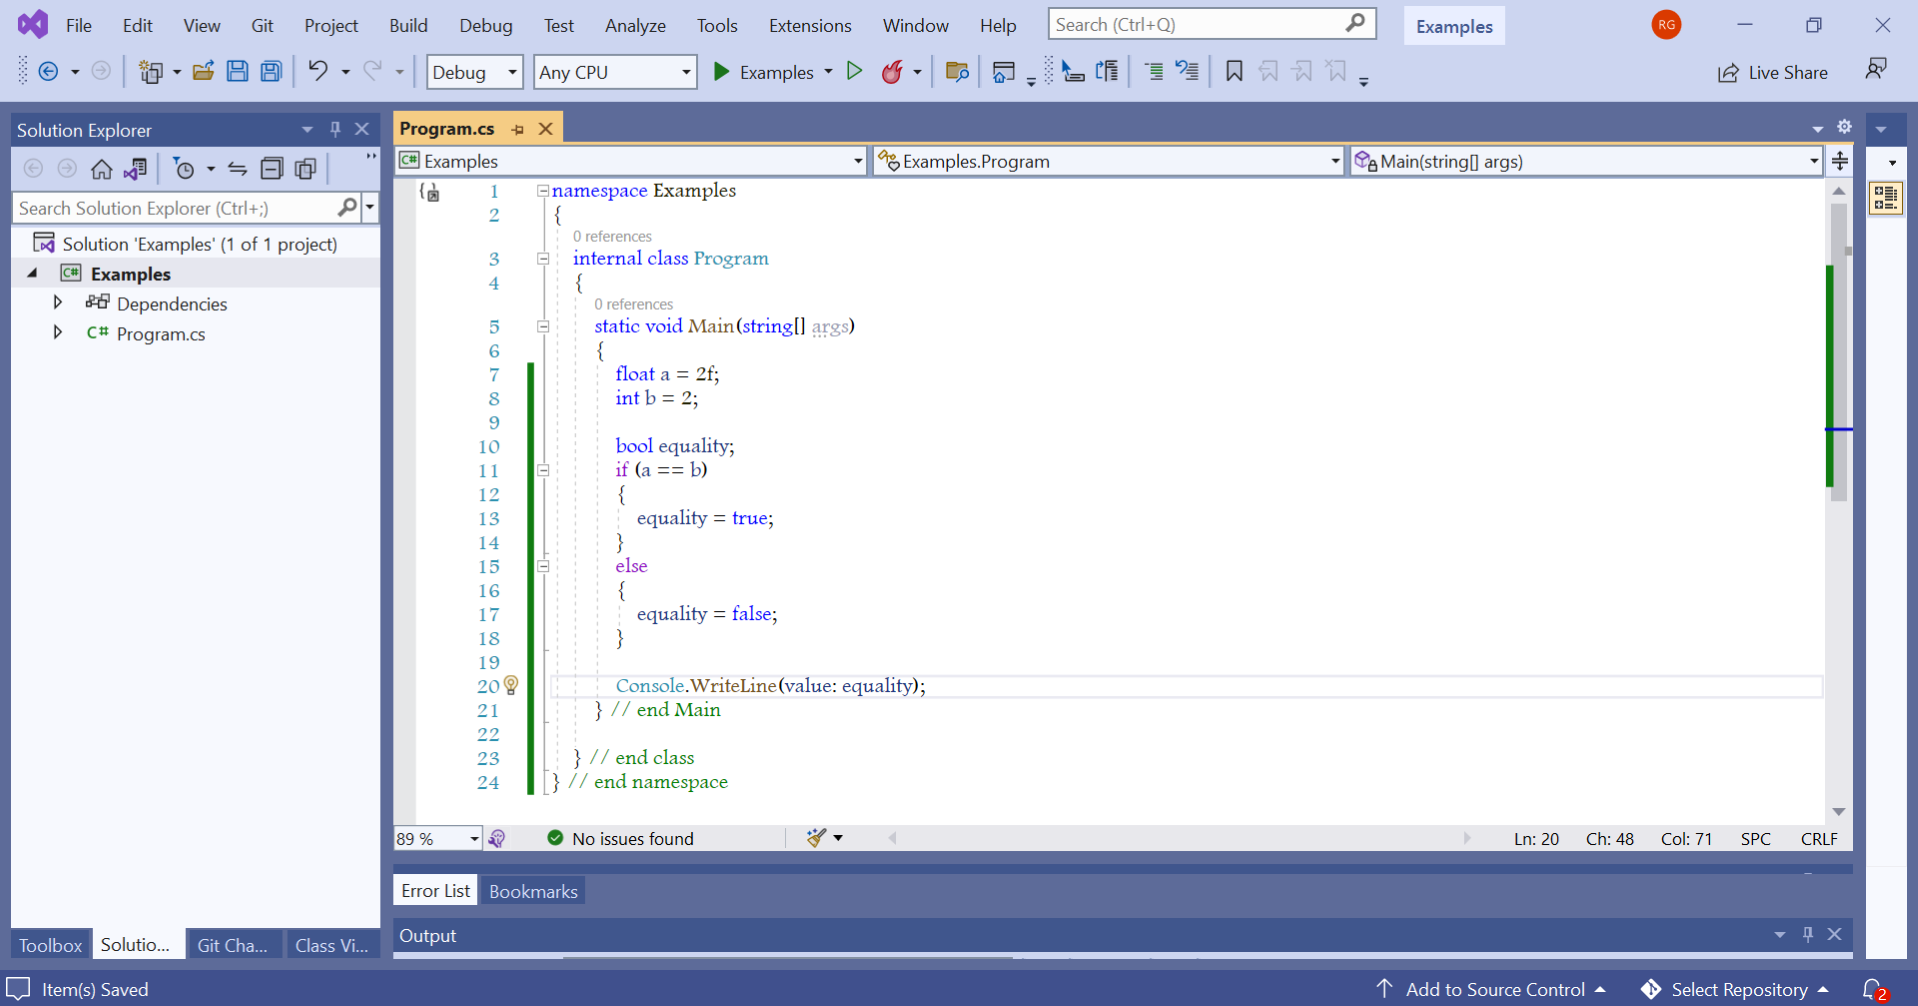 File Edit View Git Project Build Debug Test Analyze Tools Extensions Window Help Search (Ctrl+Q) Examples RG
Debug Any CPU Examples Live Share
Solution Explorer
Search Solution Explorer (Ctrl+;)
Solution 'Examples' (1 of 1 project)
C# Examples
Dependencies
C# Program.cs
Program.cs
C# Examples Examples.Program Main(string[] args)
1 namespace Examples
2 {
0 references
3 internal class Program
4 {
0 references
5 static void Main(string[] args)
6 {
7 float a = 2f;
8 int b = 2;
9
10 bool equality;
11 if (a == b)
12 {
13 equality = true;
14 }
15 else
16 {
17 equality = false;
18 }
19
20 Console.WriteLine(value: equality);
21 } // end Main
22
23 } // end class
24 } // end namespace
89 % No issues found Ln: 20 Ch: 48 Col: 71 SPC CRLF
Error List Bookmarks
Output
Toolbox Solutio... Git Cha... Class Vi...
Item(s) Saved Add to Source Control Select Repository 2